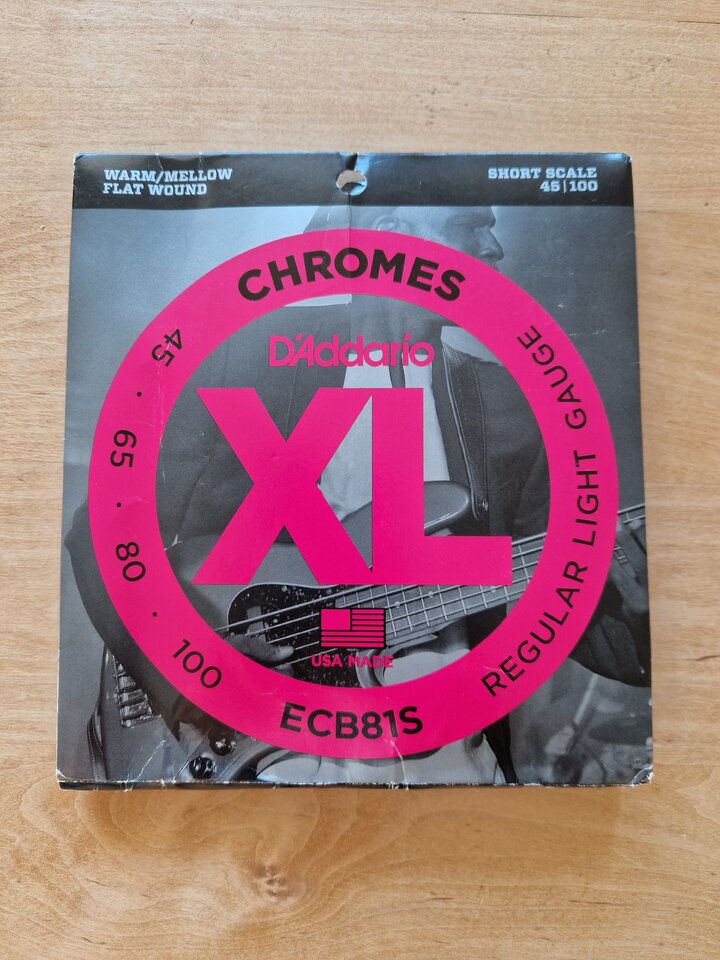 WARM/MELLOW
FLAT WOUND
SHORT SCALE
45|100
CHROMES
D'Addario
XL
45 · 65 · 80 · 100
REGULAR LIGHT GAUGE
USA MADE
ECB81S